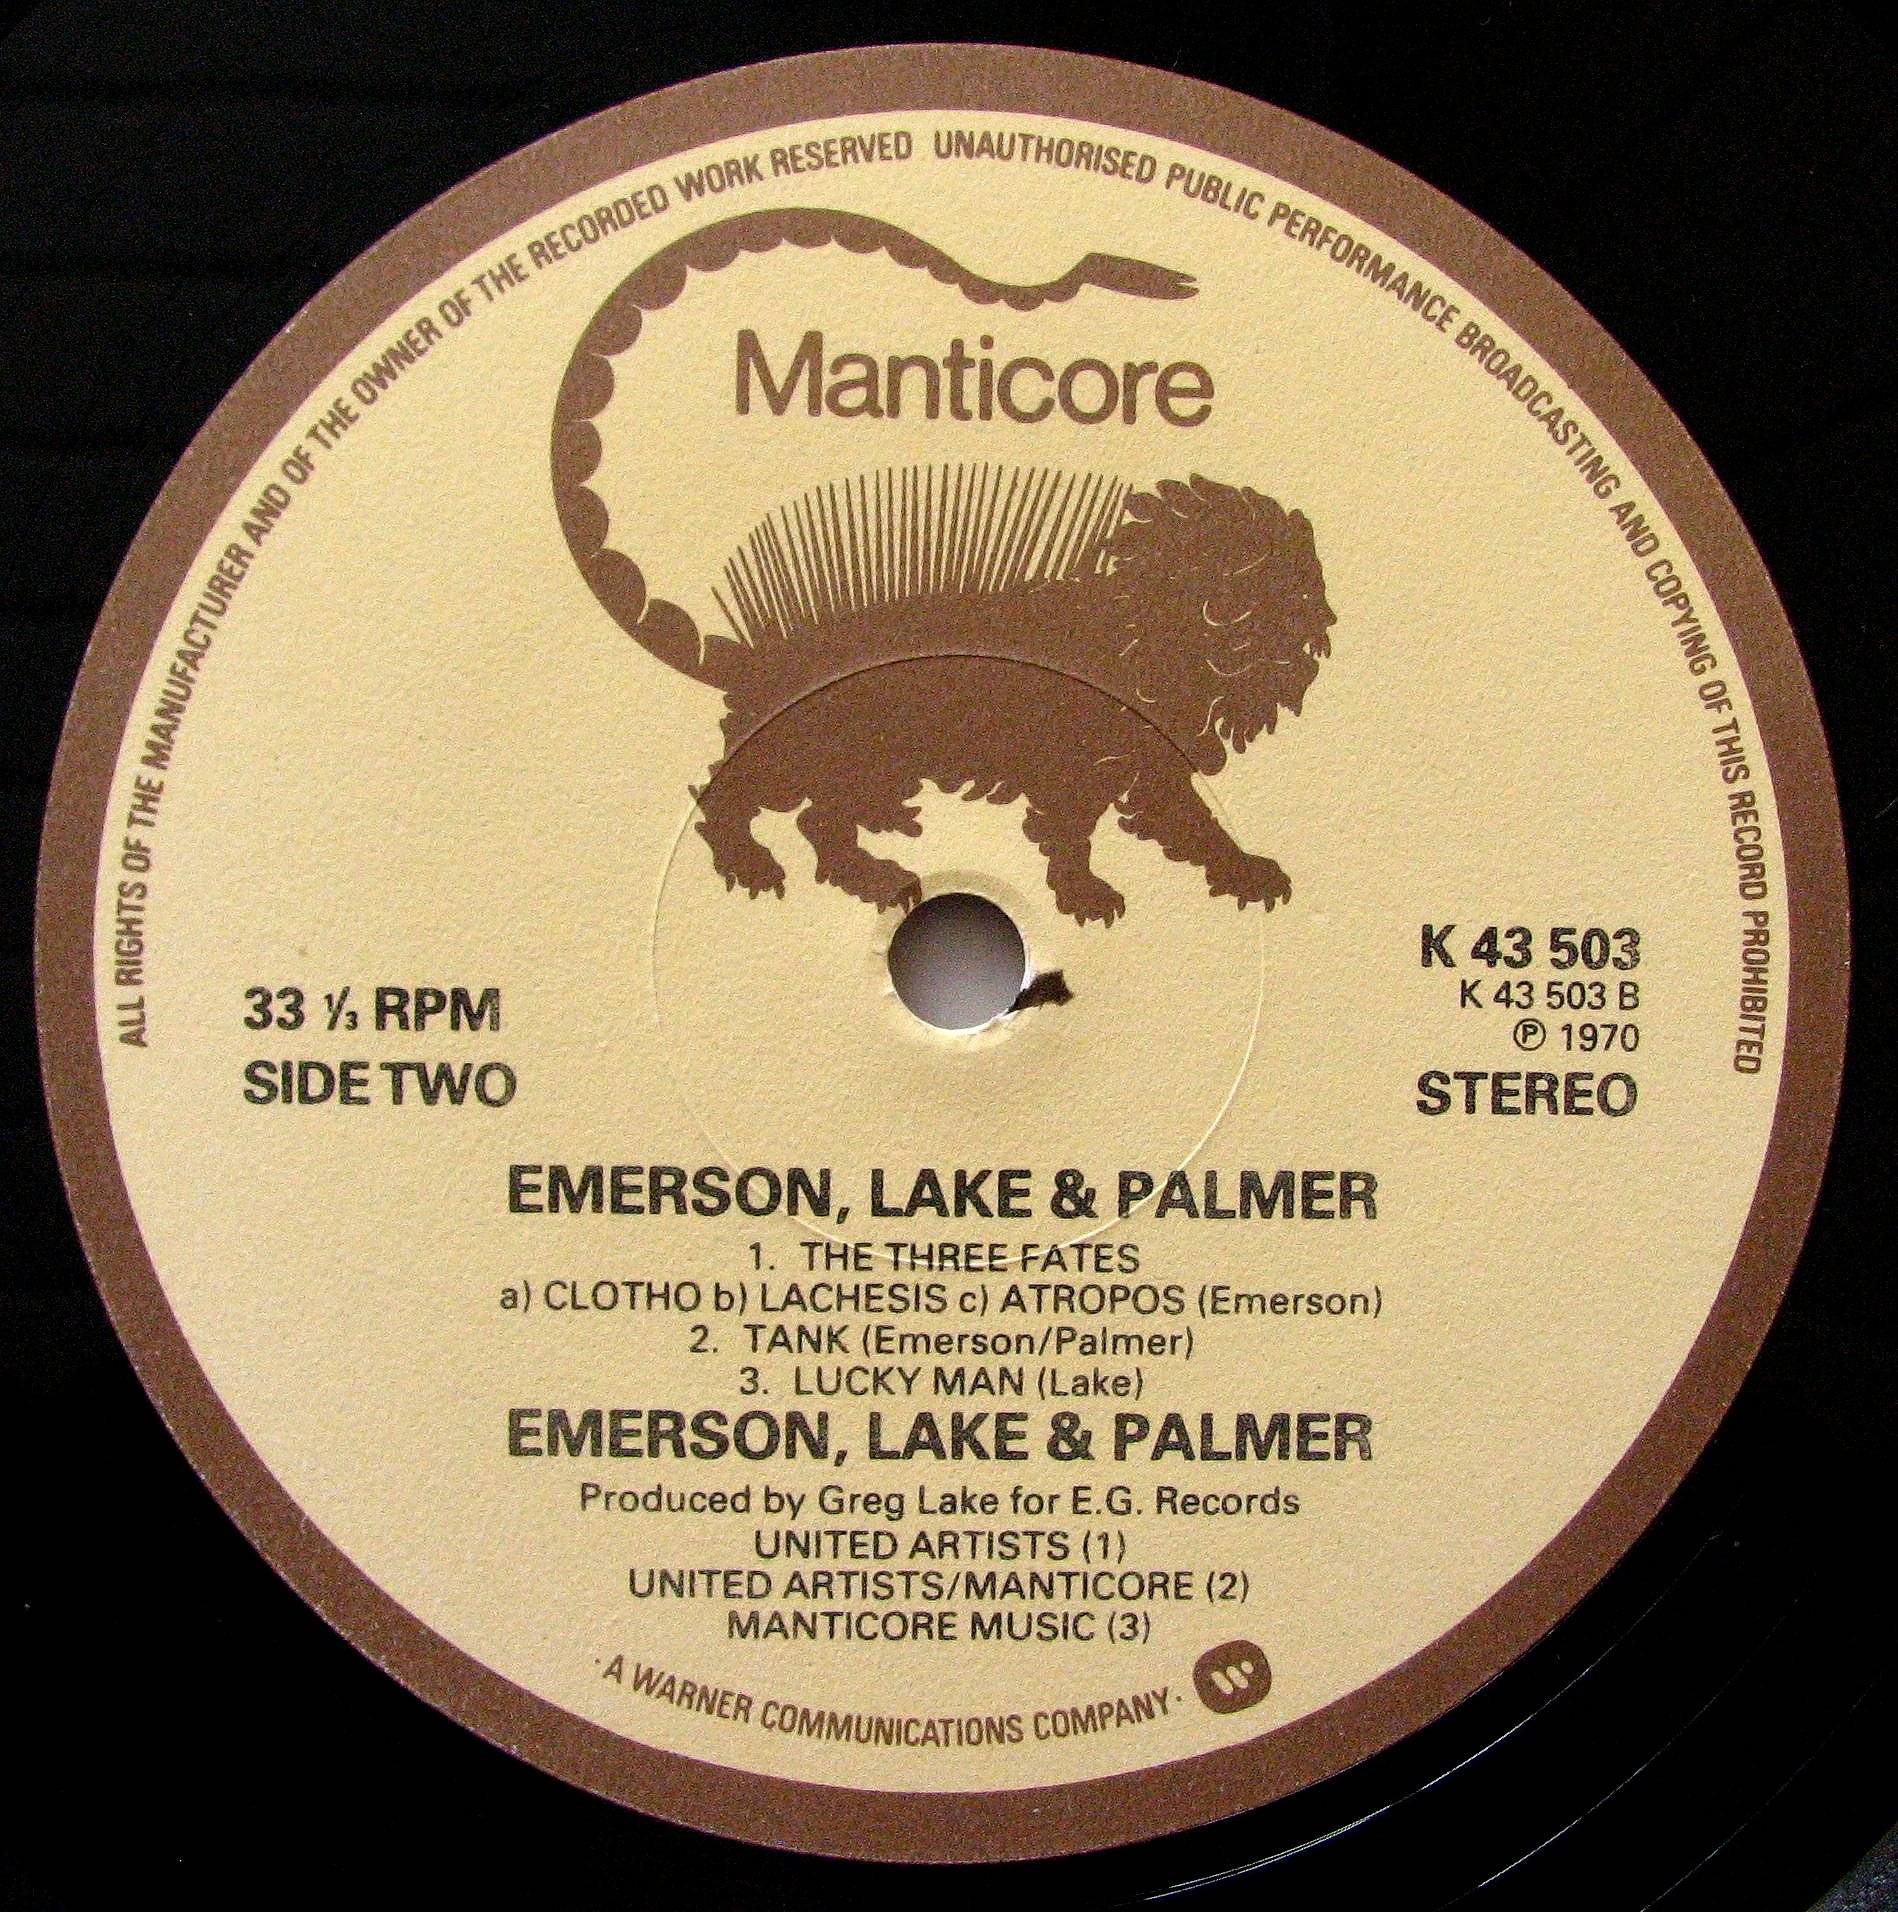 ALL RIGHTS OF THE MANUFACTURER AND OF THE OWNER OF THE RECORDED WORK RESERVED UNAUTHORISED PUBLIC PERFORMANCE BROADCASTING AND COPYING OF THIS RECORD PROHIBITED
Manticore
33 ⅓ RPM
SIDE TWO
K 43 503
K 43 503 B
℗ 1970
STEREO
EMERSON, LAKE & PALMER
1. THE THREE FATES
a) CLOTHO b) LACHESIS c) ATROPOS (Emerson)
2. TANK (Emerson/Palmer)
3. LUCKY MAN (Lake)
EMERSON, LAKE & PALMER
Produced by Greg Lake for E.G. Records
UNITED ARTISTS (1)
UNITED ARTISTS/MANTICORE (2)
MANTICORE MUSIC (3)
· A WARNER COMMUNICATIONS COMPANY ·